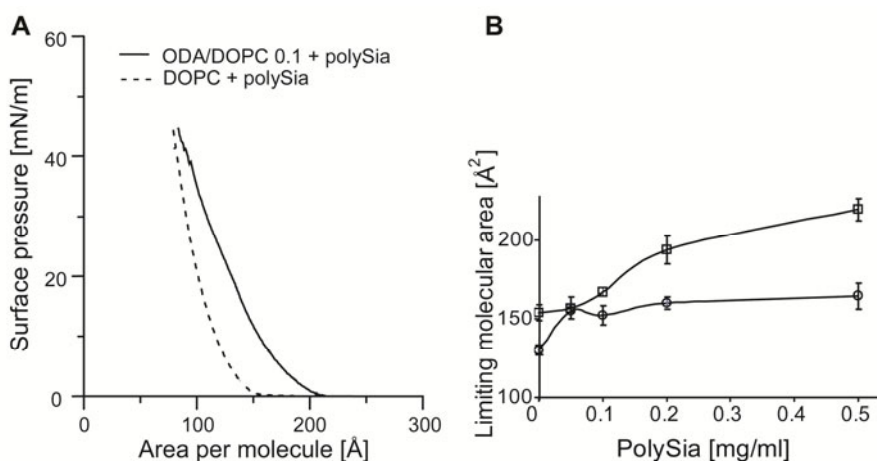 A
B
60
40
20
0
Surface pressure [mN/m]
ODA/DOPC 0.1 + polySia
DOPC + polySia
0
100
200
300
Area per molecule [Å]
Limiting molecular area [Å²]
200
150
100
0
0.1
0.2
0.3
0.4
0.5
PolySia [mg/ml]